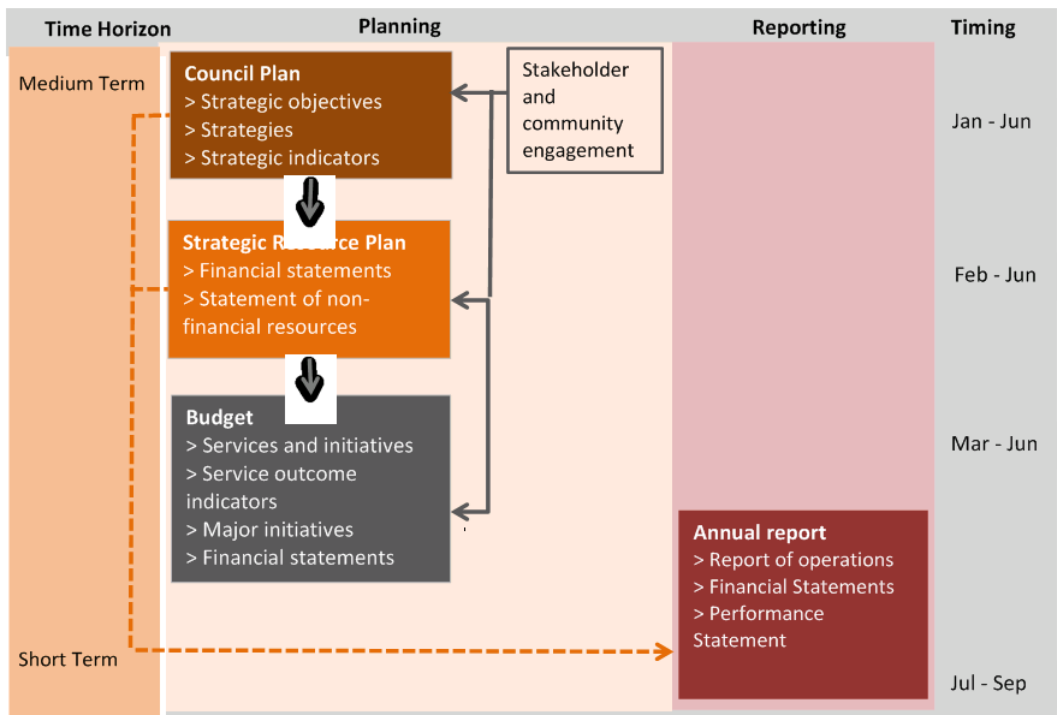 Time Horizon
Planning
Reporting
Timing
Medium Term
Council Plan
> Strategic objectives
> Strategies
> Strategic indicators
Stakeholder
and
community
engagement
Jan - Jun
Strategic Resource Plan
> Financial statements
> Statement of non-
financial resources
Feb - Jun
Budget
> Services and initiatives
> Service outcome
indicators
> Major initiatives
> Financial statements
Mar - Jun
Annual report
> Report of operations
> Financial Statements
> Performance
Statement
Short Term
Jul - Sep